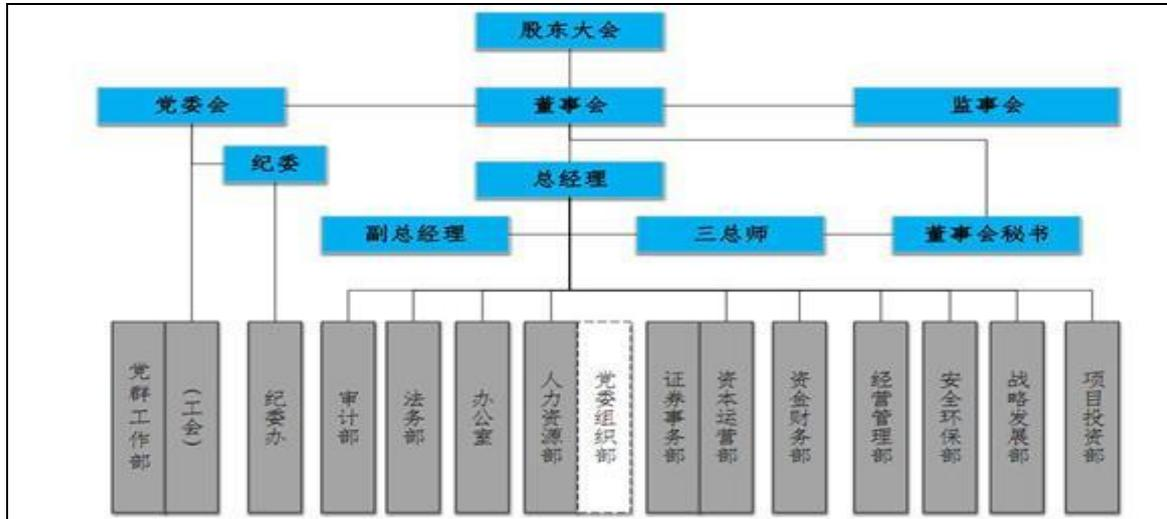 股东大会
党委会
董事会
监事会
纪委
总经理
副总经理
三总师
董事会秘书
党群工作部
(工会)
纪委办
审计部
法务部
办公室
人力资源部
党委组织部
证券事务部
资本运营部
资金财务部
经营管理部
安全环保部
战略发展部
项目投资部